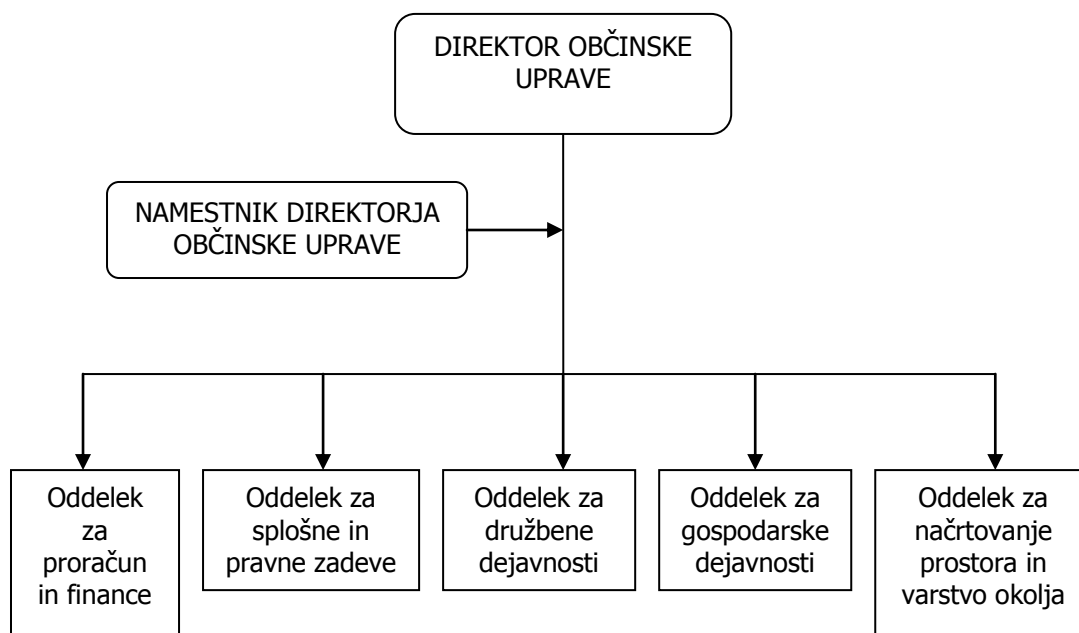 DIREKTOR OBČINSKE
UPRAVE
NAMESTNIK DIREKTORJA
OBČINSKE UPRAVE
Oddelek
za
proračun
in finance
Oddelek za
splošne in
pravne zadeve
Oddelek za
družbene
dejavnosti
Oddelek za
gospodarske
dejavnosti
Oddelek za
načrtovanje
prostora in
varstvo okolja